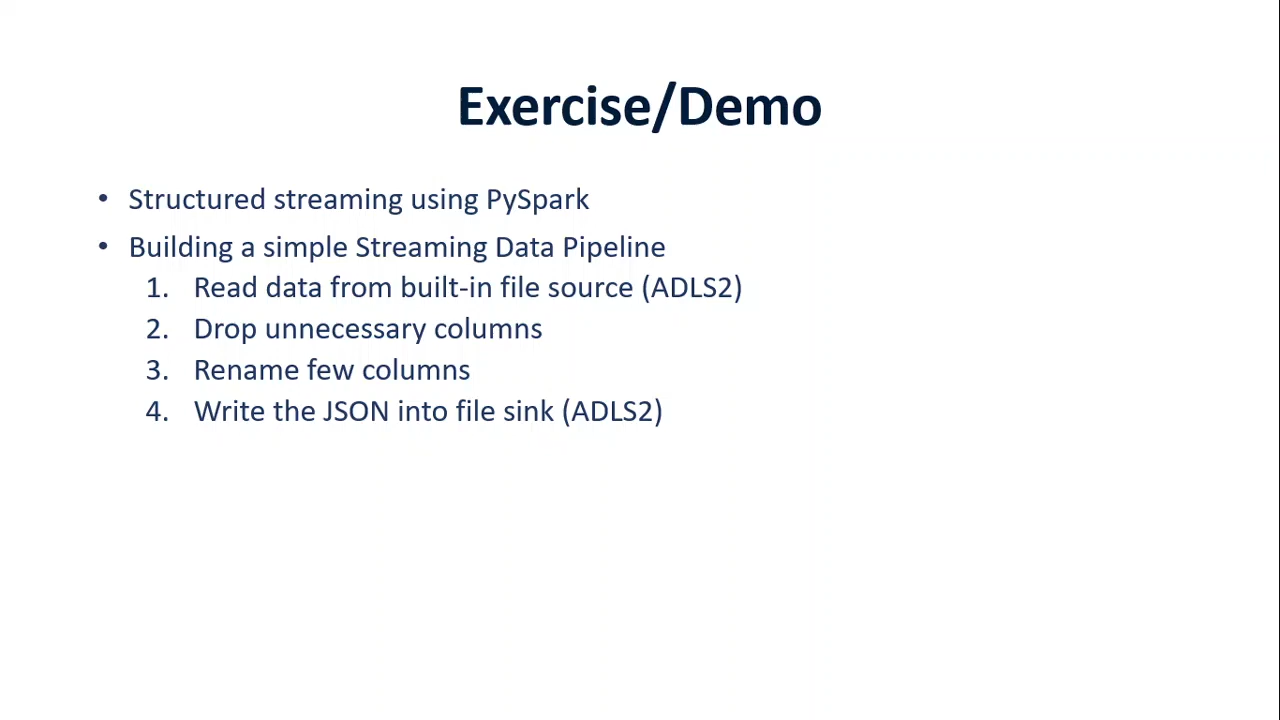 Exercise/Demo
• Structured streaming using PySpark
• Building a simple Streaming Data Pipeline
1. Read data from built-in file source (ADLS2)
2. Drop unnecessary columns
3. Rename few columns
4. Write the JSON into file sink (ADLS2)